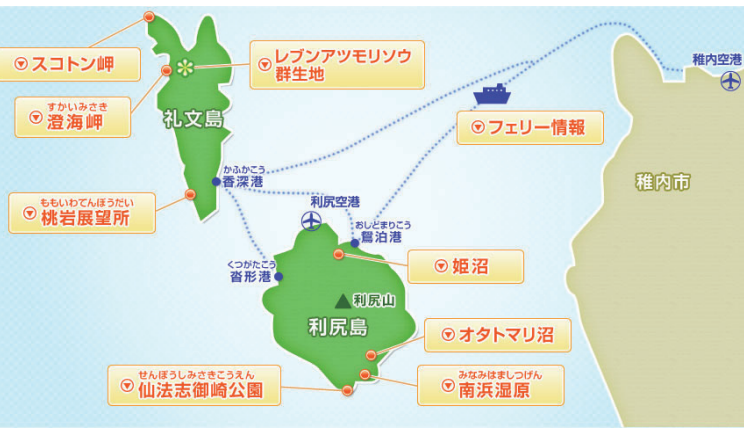 スコトン岬
レブンアツモリソウ
群生地
稚内空港
すかいみさき
澄海岬
礼文島
フェリー情報
かふかこう
香深港
稚内市
ももいわてんぼうだい
桃岩展望所
利尻空港
おしどまりこう
鴛泊港
くつがたこう
沓形港
姫沼
利尻山
利尻島
オタトマリ沼
せんぽうしみさきこうえん
仙法志御崎公園
みなみはましつげん
南浜湿原